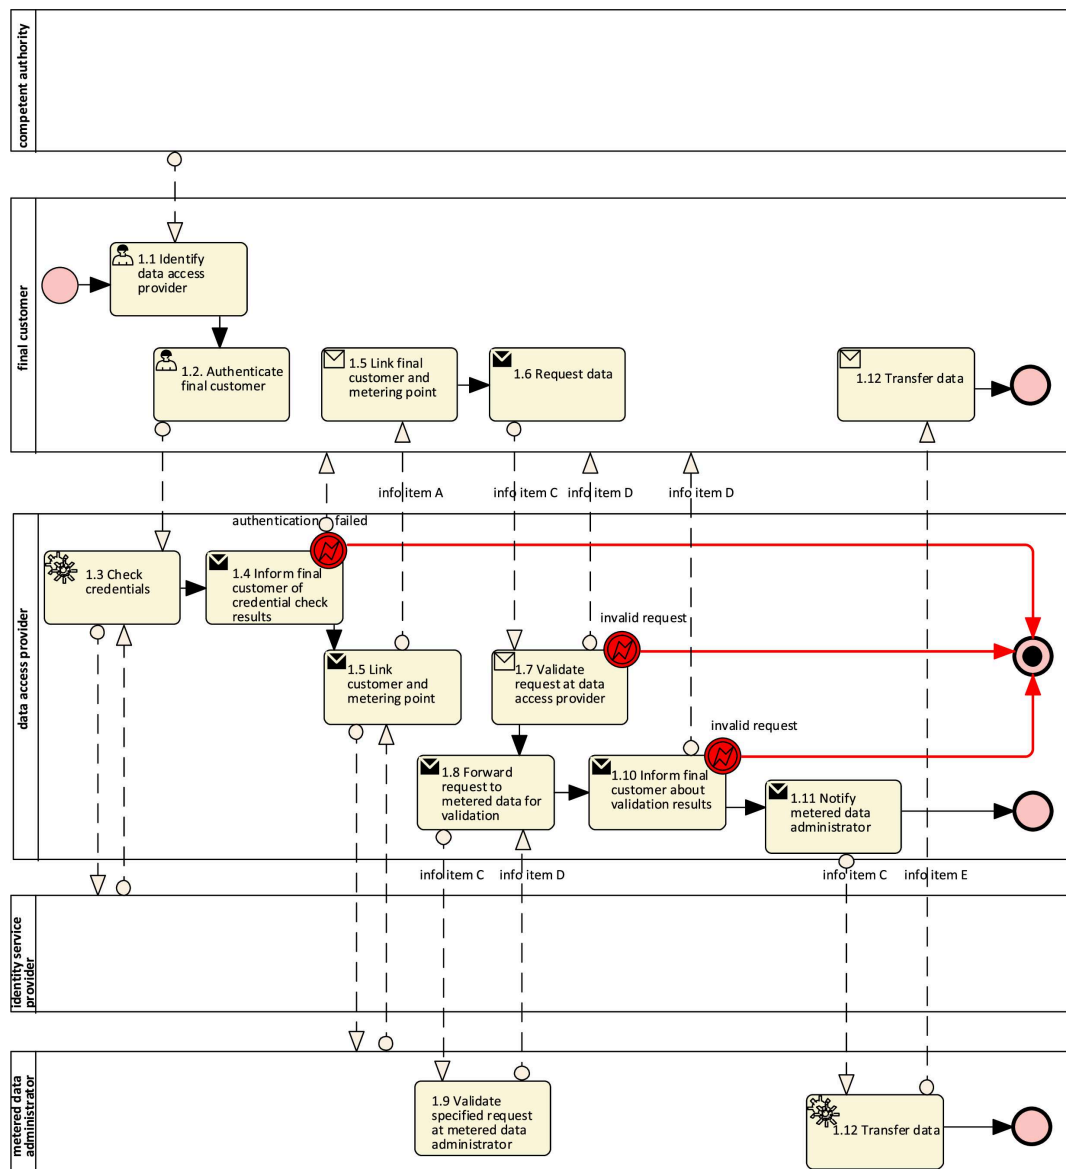 competent authority
final customer
1.1 Identify
data access
provider
1.2. Authenticate
final customer
1.5 Link final
customer and
metering point
1.6 Request data
1.12 Transfer data
info item A
info item C
info item D
info item D
data access provider
authentication failed
1.3 Check
credentials
1.4 Inform final
customer of
credential check
results
invalid request
1.5 Link
customer and
metering point
1.7 Validate
request at data
access provider
invalid request
1.8 Forward
request to
metered data for
validation
1.10 Inform final
customer about
validation results
1.11 Notify
metered data
administrator
info item C
info item D
info item C
info item E
identity service
provider
metered data
administrator
1.9 Validate
specified request
at metered data
administrator
1.12 Transfer data